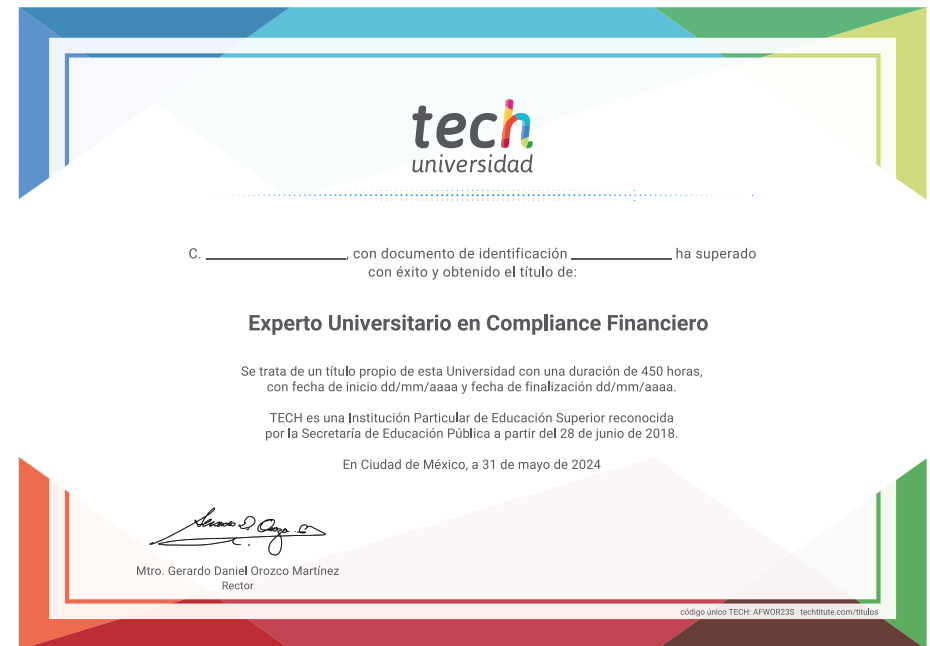 tech
universidad
C. ____________________, con documento de identificación ______________ ha superado
con éxito y obtenido el título de:
Experto Universitario en Compliance Financiero
Se trata de un título propio de esta Universidad con una duración de 450 horas,
con fecha de inicio dd/mm/aaaa y fecha de finalización dd/mm/aaaa.
TECH es una Institución Particular de Educación Superior reconocida
por la Secretaría de Educación Pública a partir del 28 de junio de 2018.
En Ciudad de México, a 31 de mayo de 2024
Mtro. Gerardo Daniel Orozco Martínez
Rector
código único TECH: AFWOR23S techtitute.com/titulos